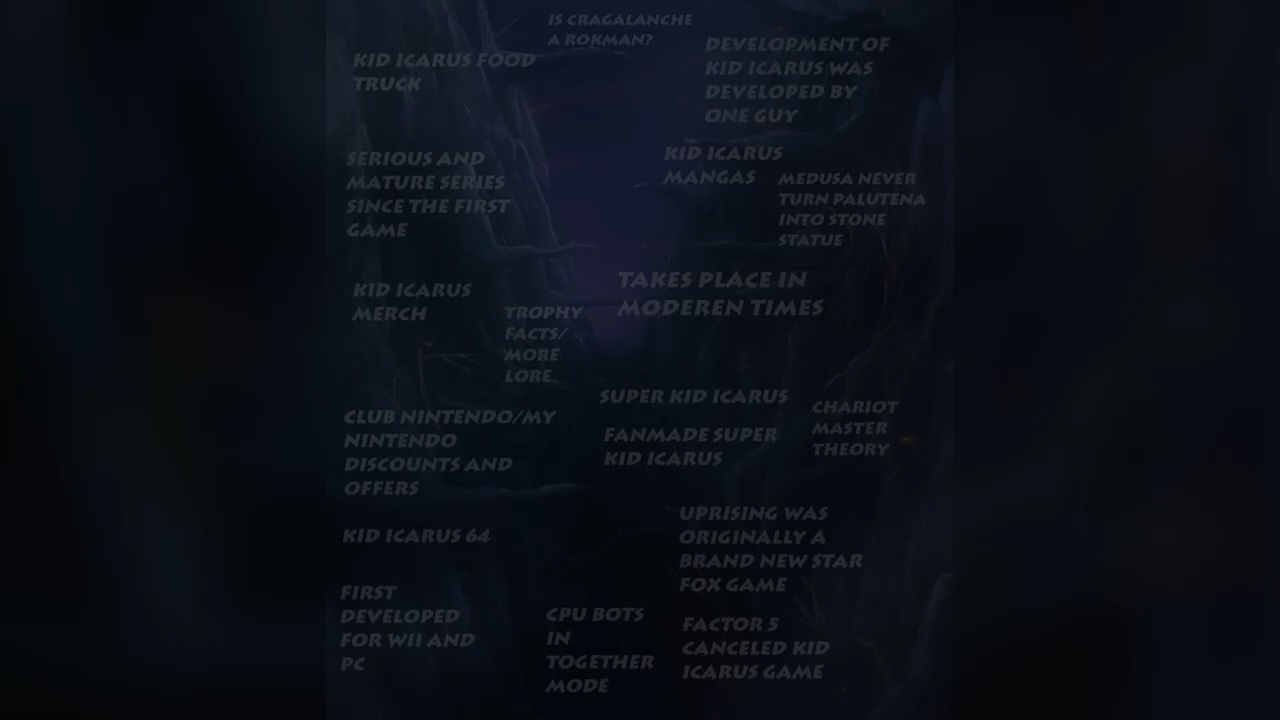 IS CRAGALANCHE
A ROKMAN?
KID ICARUS FOOD
TRUCK
DEVELOPMENT OF
KID ICARUS WAS
DEVELOPED BY
ONE GUY
SERIOUS AND
MATURE SERIES
SINCE THE FIRST
GAME
KID ICARUS
MANGAS
MEDUSA NEVER
TURN PALUTENA
INTO STONE
STATUE
KID ICARUS
MERCH
TROPHY
FACTS/
MORE
LORE
TAKES PLACE IN
MODEREN TIMES
CLUB NINTENDO/MY
NINTENDO
DISCOUNTS AND
OFFERS
SUPER KID ICARUS
FANMADE SUPER
KID ICARUS
CHARIOT
MASTER
THEORY
KID ICARUS 64
UPRISING WAS
ORIGINALLY A
BRAND NEW STAR
FOX GAME
FIRST
DEVELOPED
FOR WII AND
PC
CPU BOTS
IN
TOGETHER
MODE
FACTOR 5
CANCELED KID
ICARUS GAME